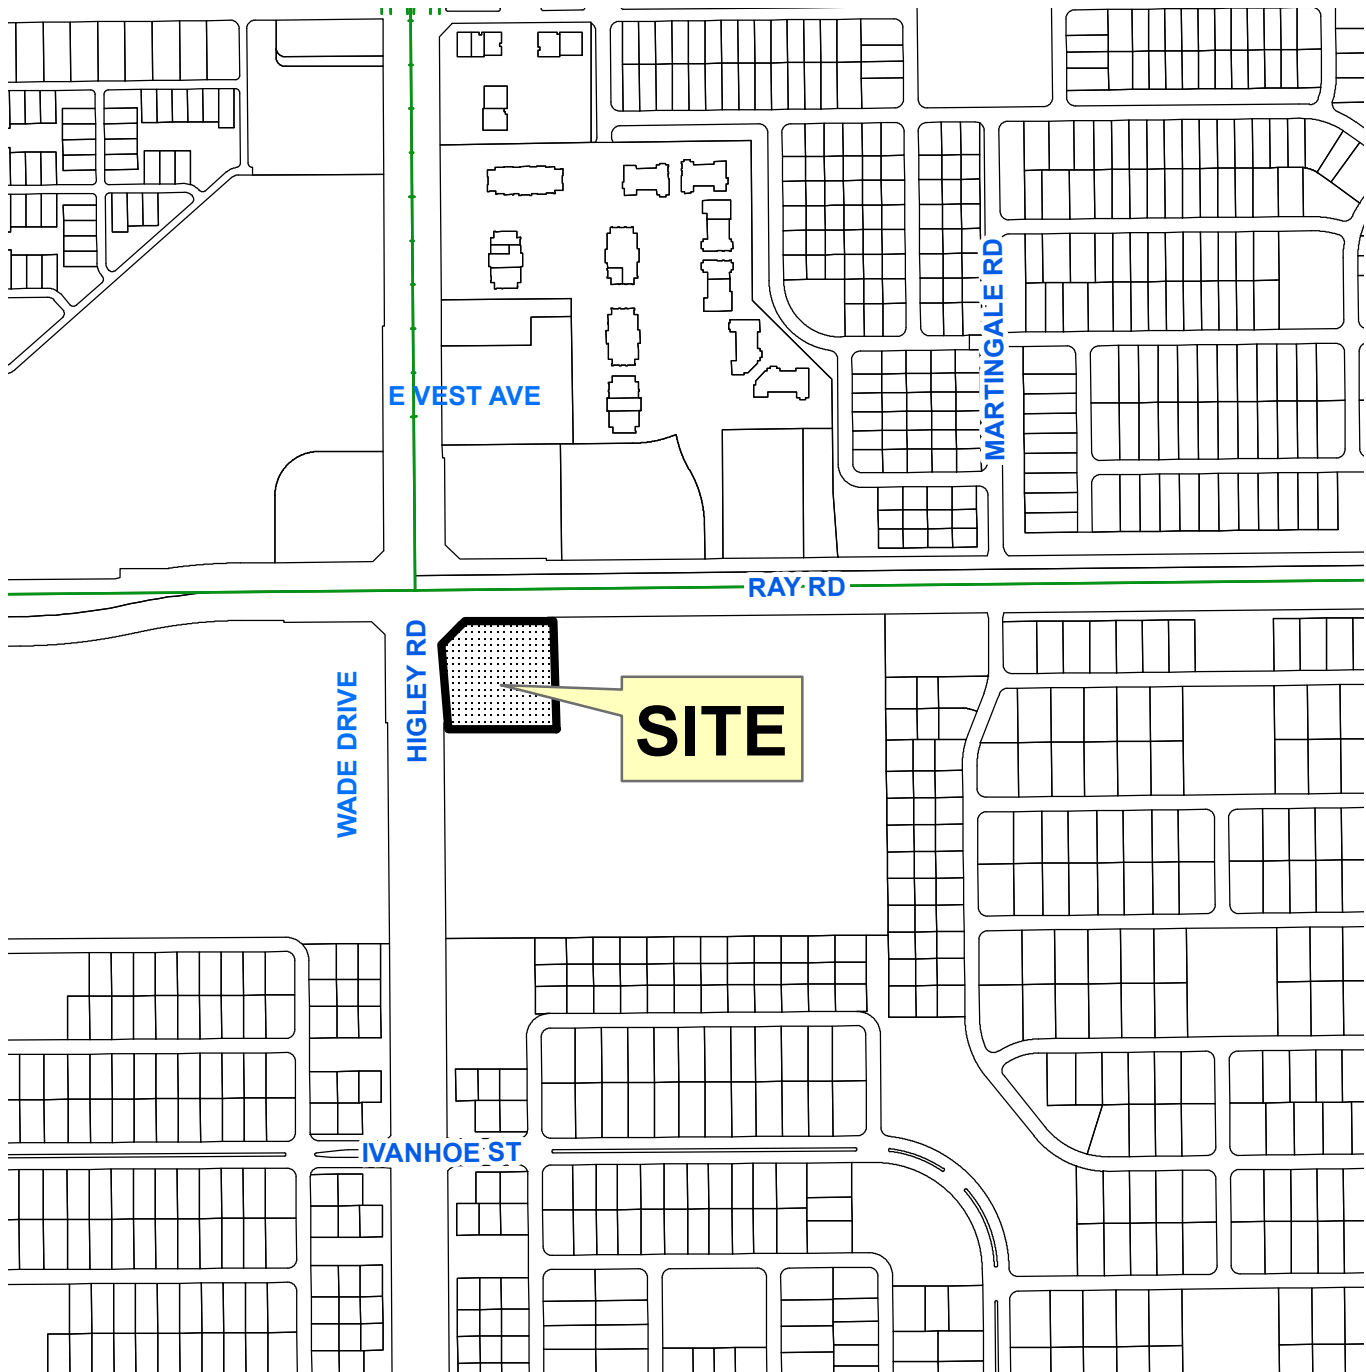 MARTINGALE RD
E VEST AVE
RAY RD
HIGLEY RD
WADE DRIVE
SITE
IVANHOE ST